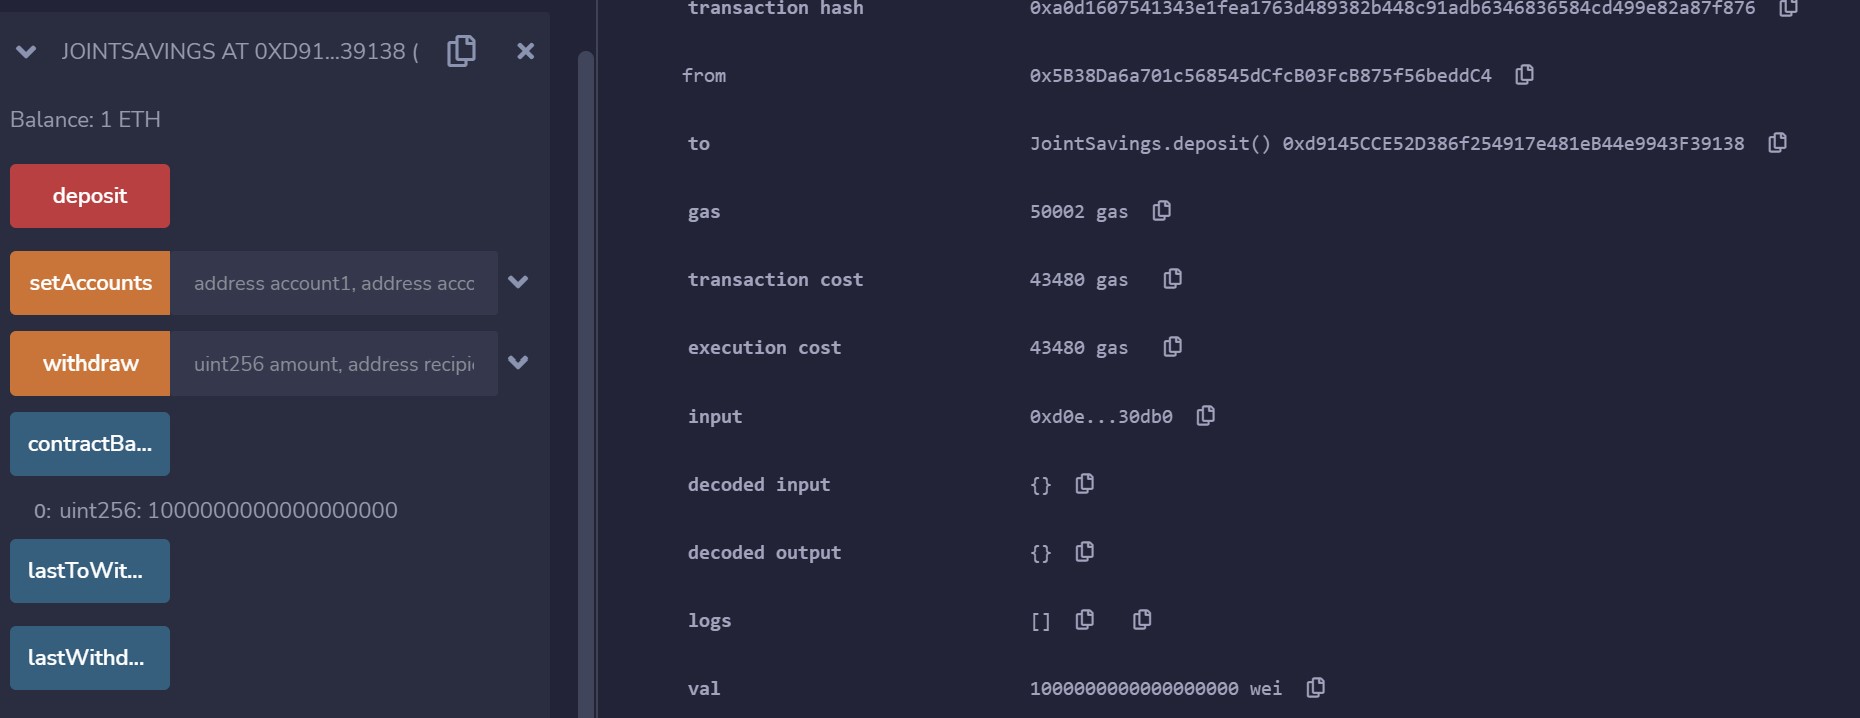 JOINTSAVINGS AT 0XD91...39138 (
Balance: 1 ETH
deposit
setAccounts address account1, address acco
withdraw uint256 amount, address recipi
contractBa...
0: uint256: 1000000000000000000
lastToWit...
lastWithd...
transaction hash 0xa0d1607541343e1fea1763d489382b448c91adb6346836584cd499e82a87f876
from 0x5B38Da6a701c568545dCfcB03FcB875f56beddC4
to JointSavings.deposit() 0xd9145CCE52D386f254917e481eB44e9943F39138
gas 50002 gas
transaction cost 43480 gas
execution cost 43480 gas
input 0xd0e...30db0
decoded input {}
decoded output {}
logs []
val 1000000000000000000 wei